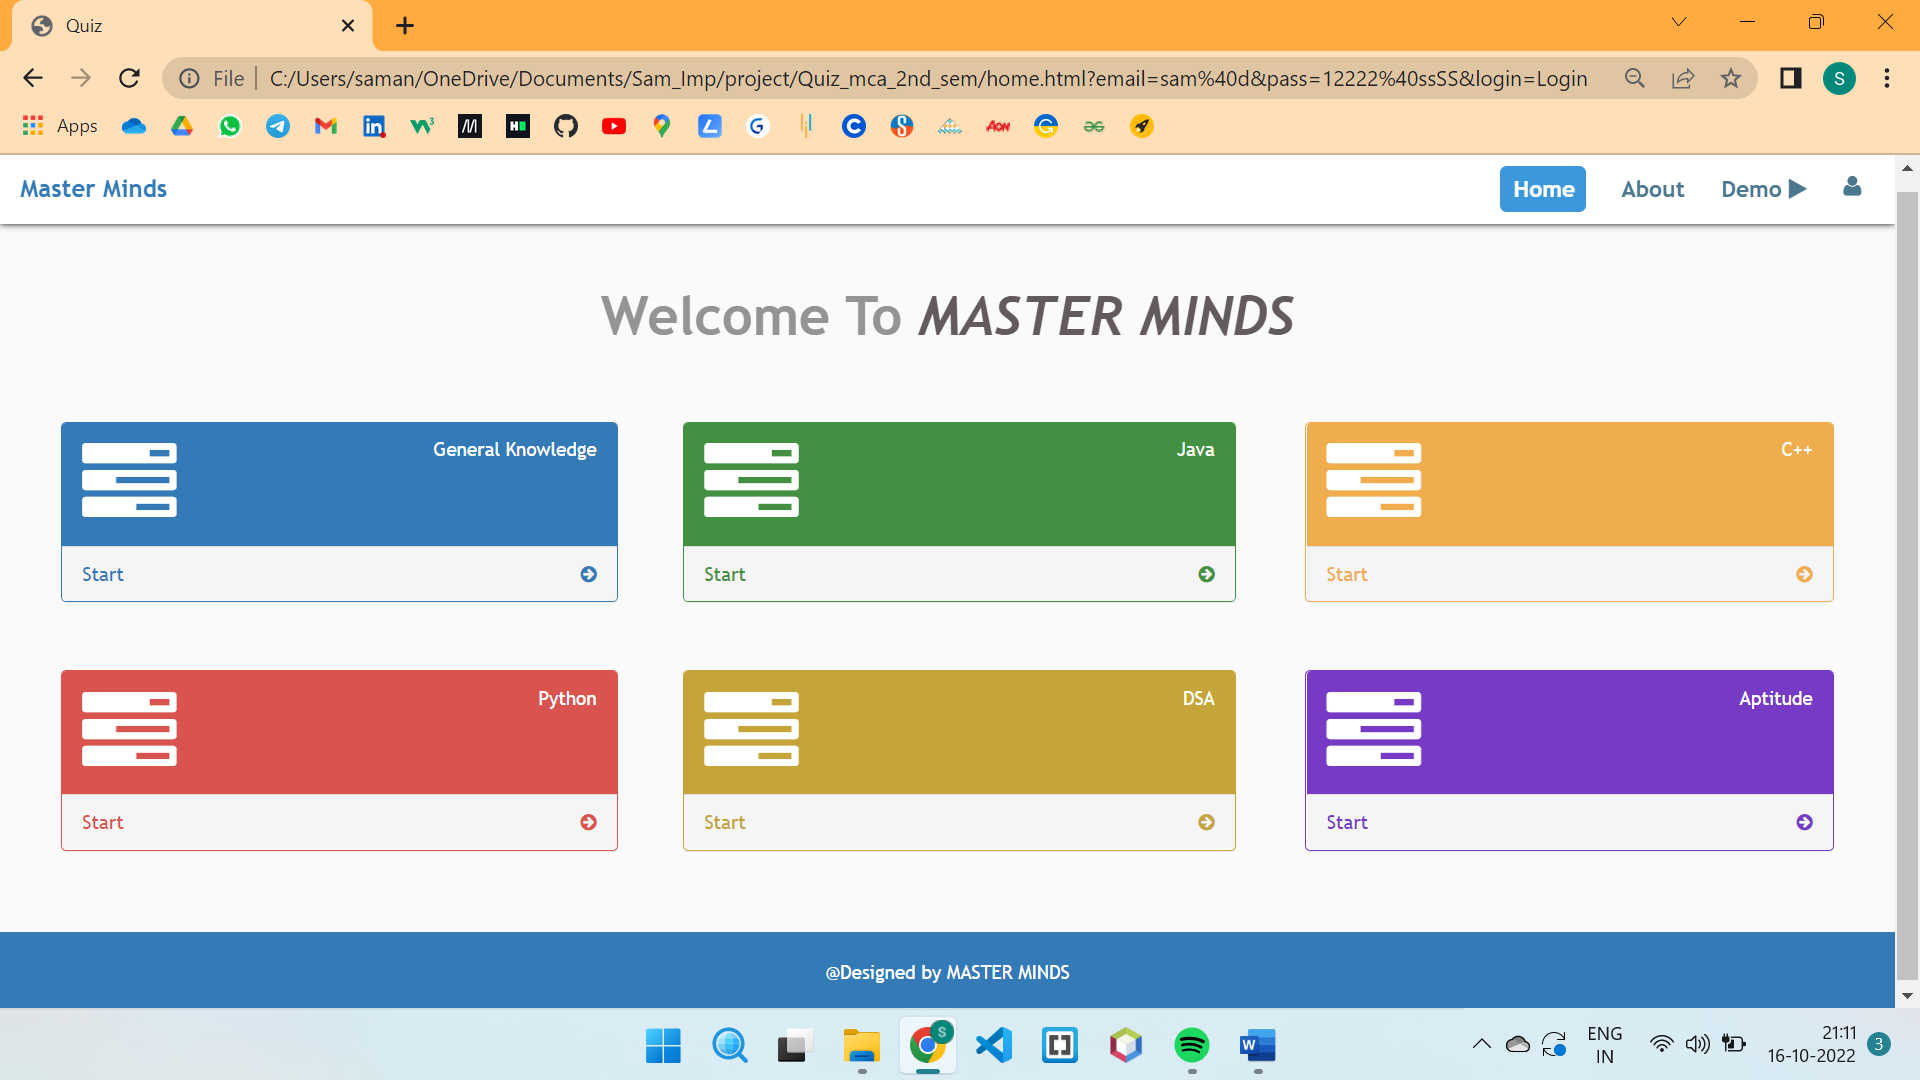 Quiz
File
C:/Users/saman/OneDrive/Documents/Sam_Imp/project/Quiz_mca_2nd_sem/home.html?email=sam%40d&pass=12222%40ssSS&login=Login
S
Apps
Master Minds
Home
About
Demo
Welcome To MASTER MINDS
General Knowledge
Start
Java
Start
C++
Start
Python
Start
DSA
Start
Aptitude
Start
@Designed by MASTER MINDS
S
W
ENG
IN
21:11
16-10-2022
3